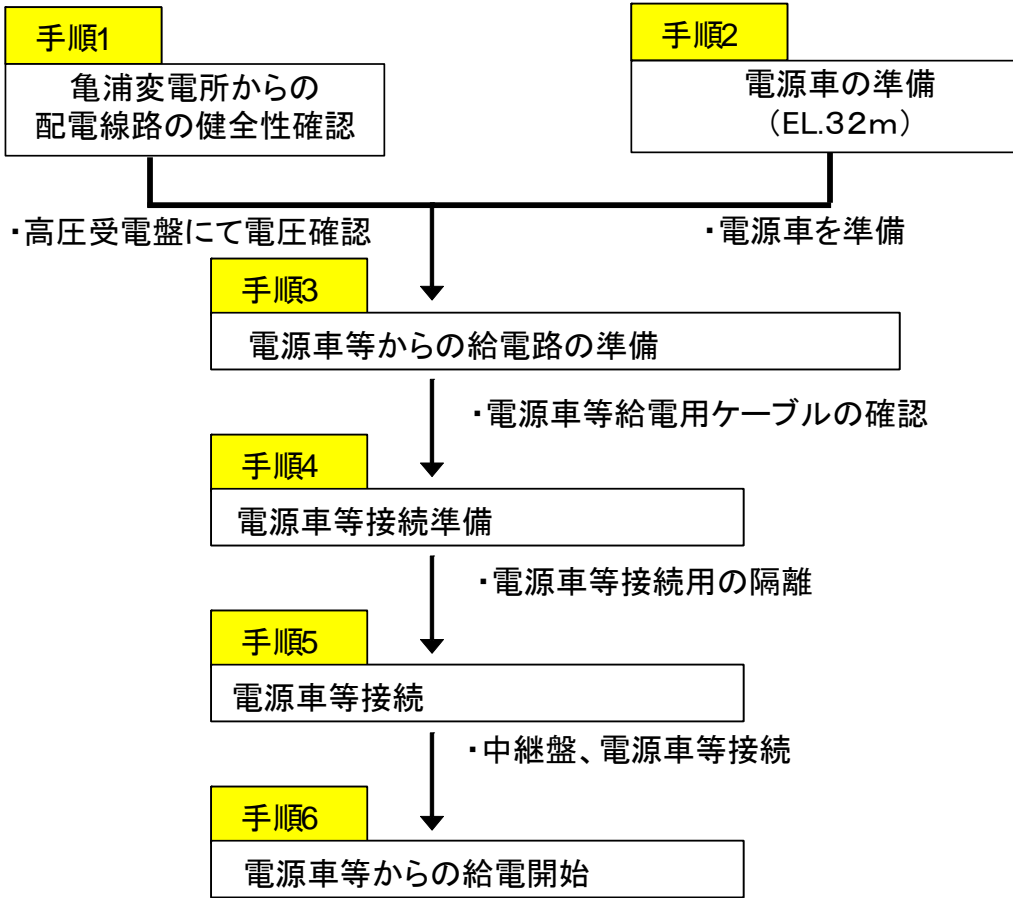 手順1
亀浦変電所からの
配電線路の健全性確認
手順2
電源車の準備
（EL.32m）
・高圧受電盤にて電圧確認
・電源車を準備
手順3
電源車等からの給電路の準備
・電源車等給電用ケーブルの確認
手順4
電源車等接続準備
・電源車等接続用の隔離
手順5
電源車等接続
・中継盤、電源車等接続
手順6
電源車等からの給電開始